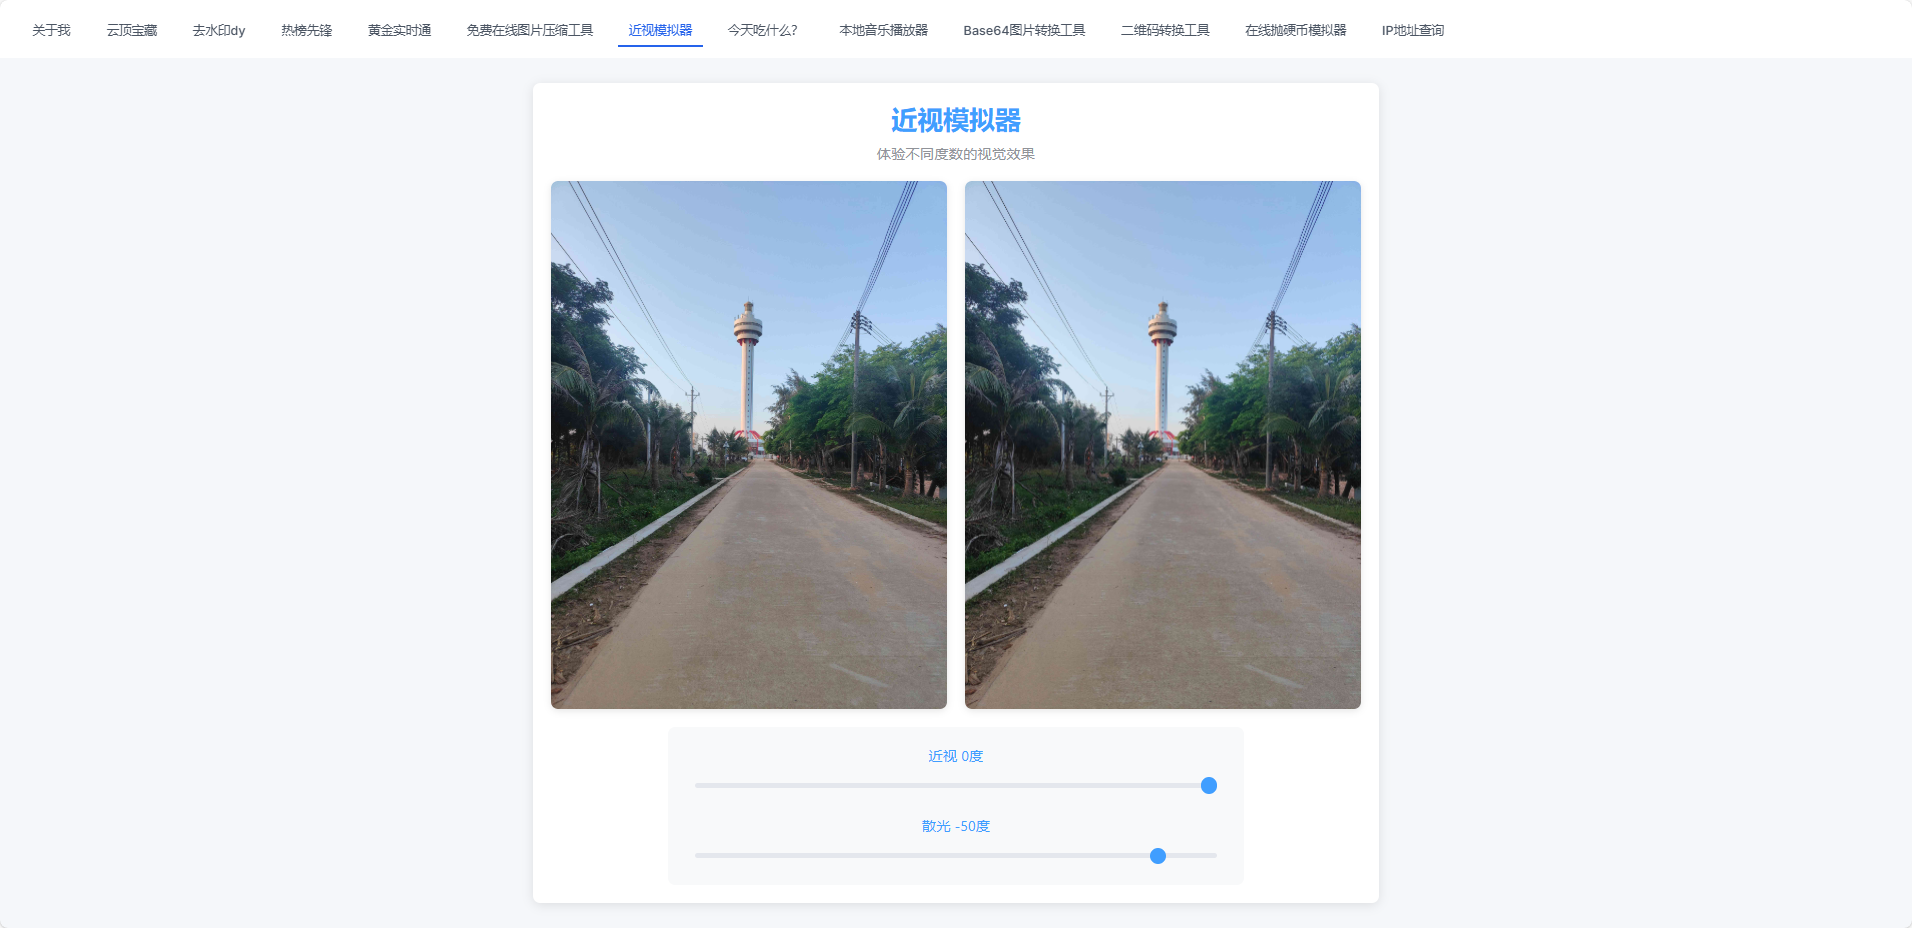 关于我 云顶宝藏 去水印dy 热榜先锋 黄金实时通 免费在线图片压缩工具 近视模拟器 今天吃什么? 本地音乐播放器 Base64图片转换工具 二维码转换工具 在线抛硬币模拟器 IP地址查询
近视模拟器
体验不同度数的视觉效果
近视 0度
散光 -50度